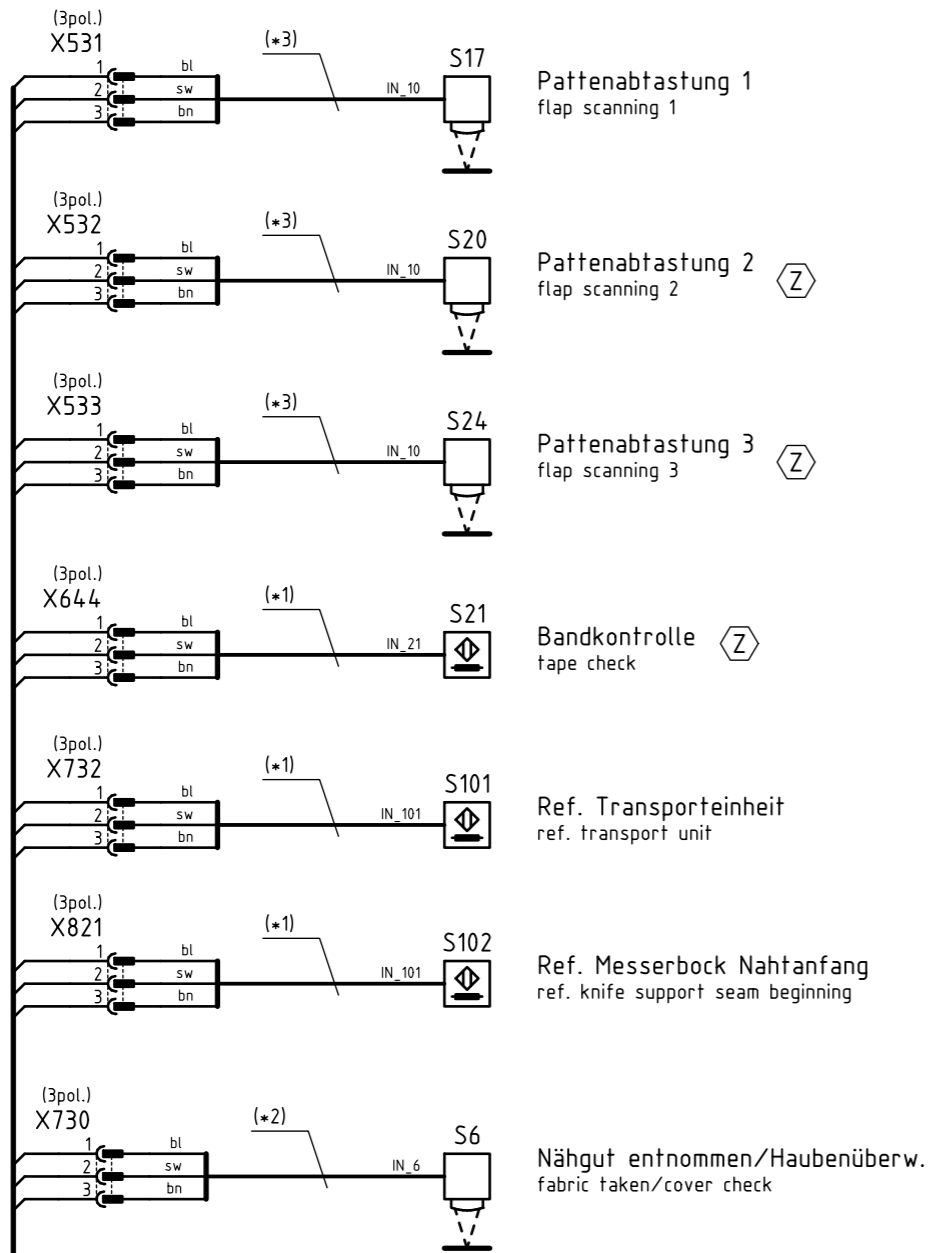 (3pol.)
X531
(*3)
S17
1 bl
2 sw
3 bn
IN_10
Pattenabtastung 1
flap scanning 1
(3pol.)
X532
(*3)
S20
1 bl
2 sw
3 bn
IN_10
Pattenabtastung 2
flap scanning 2
Z
(3pol.)
X533
(*3)
S24
1 bl
2 sw
3 bn
IN_10
Pattenabtastung 3
flap scanning 3
Z
(3pol.)
X644
(*1)
S21
1 bl
2 sw
3 bn
IN_21
Bandkontrolle
tape check
Z
(3pol.)
X732
(*1)
S101
1 bl
2 sw
3 bn
IN_101
Ref. Transporteinheit
ref. transport unit
(3pol.)
X821
(*1)
S102
1 bl
2 sw
3 bn
IN_101
Ref. Messerbock Nahtanfang
ref. knife support seam beginning
(3pol.)
X730
(*2)
S6
1 bl
2 sw
3 bn
IN_6
Nähgut entnommen/Haubenüberw.
fabric taken/cover check